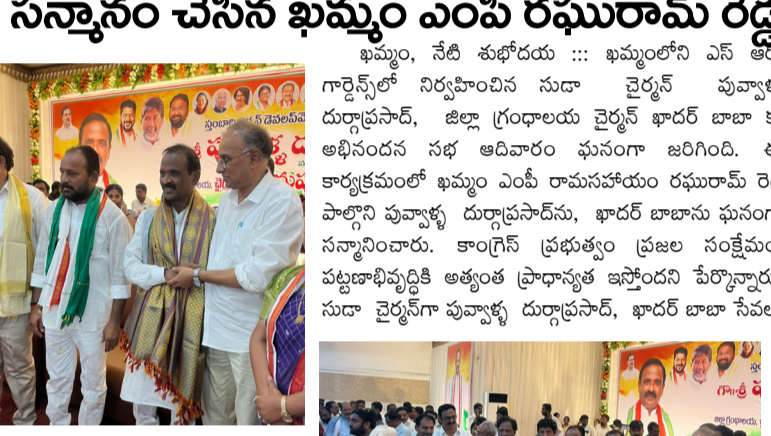 సన్మానం చేసిన ఖమ్మం ఎంపీ రఘురామ్ రెడ్డి
ఖమ్మం, నేటి శుభోదయ ::: ఖమ్మంలోని ఎస్ ఆర్
గార్డెన్స్‌లో నిర్వహించిన సుడా చైర్మన్ పువ్వాళ
దుర్గాప్రసాద్, జిల్లా గ్రంధాలయ చైర్మన్ ఖాదర్ బాబా
అభినందన సభ ఆదివారం ఘనంగా జరిగింది. ఈ
కార్యక్రమంలో ఖమ్మం ఎంపీ రామసహాయం రఘురామ్ రె
పాల్గొని పువ్వాళ్ళ దుర్గాప్రసాద్‌ను, ఖాదర్ బాబాను ఘనంగా
సన్మానించారు. కాంగ్రెస్ ప్రభుత్వం ప్రజల సంక్షేమం
పట్టణాభివృద్ధికి అత్యంత ప్రాధాన్యత ఇస్తోందని పేర్కొన్నారు
సుడా చైర్మన్‌గా పువ్వాళ్ళ దుర్గాప్రసాద్, ఖాదర్ బాబా సేవల